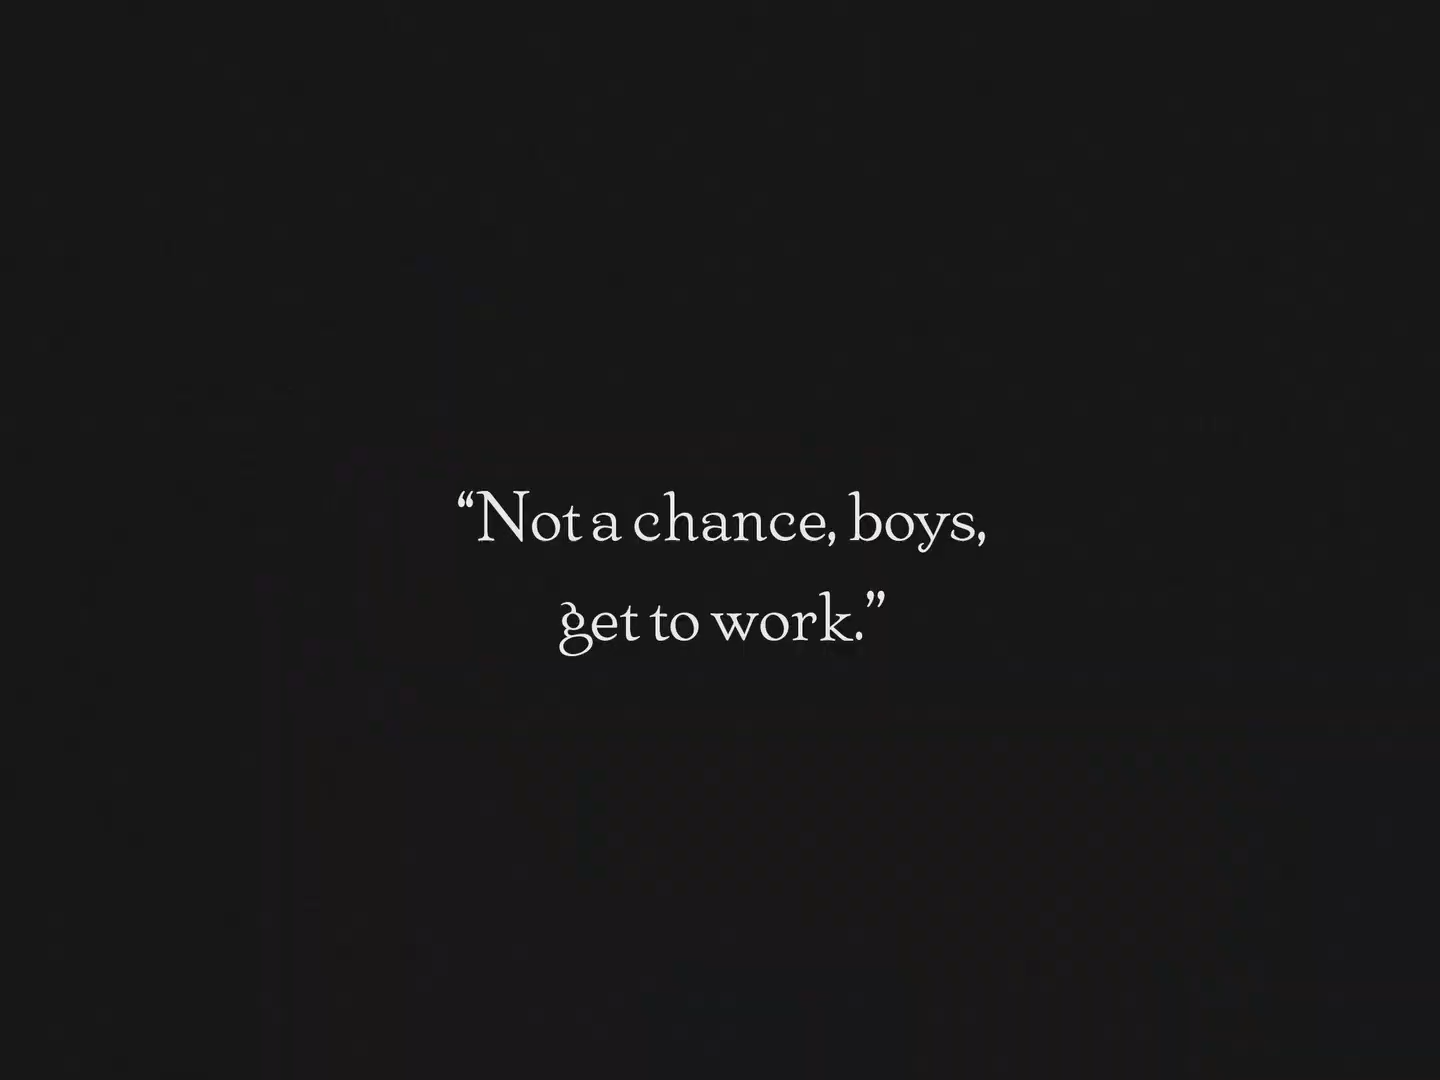 “Not a chance, boys,
get to work.”